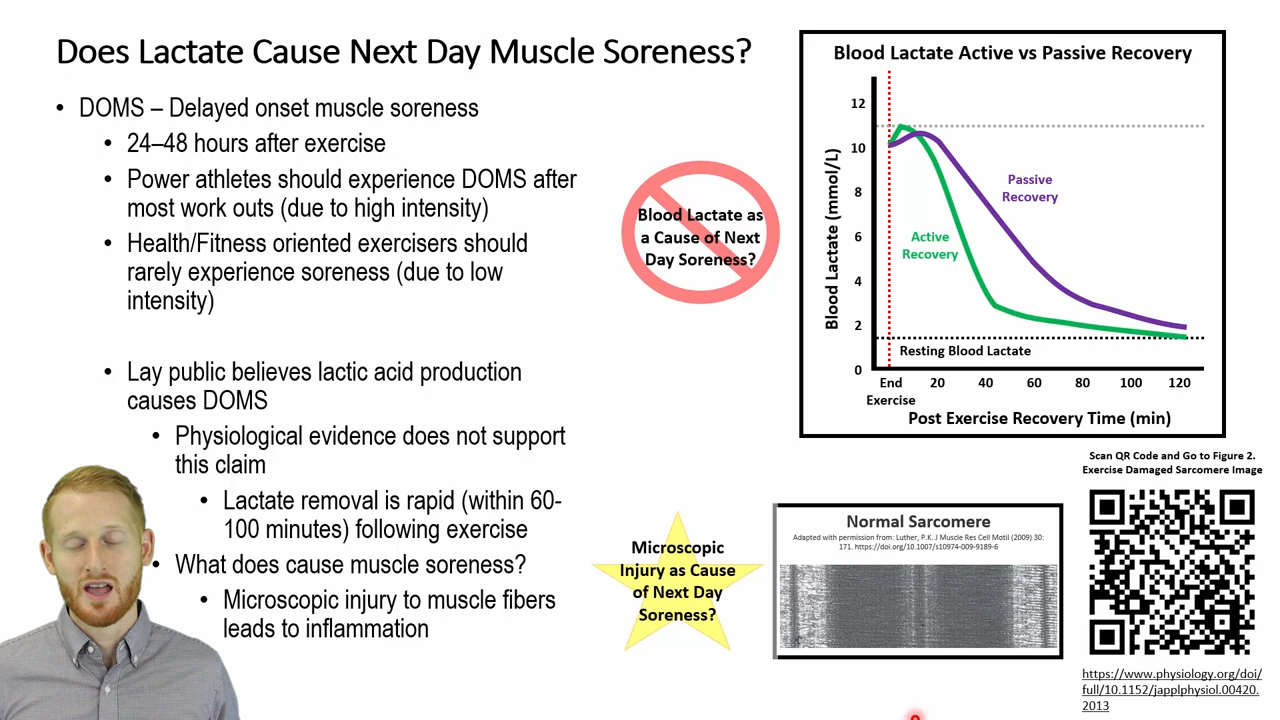 Does Lactate Cause Next Day Muscle Soreness?
• DOMS – Delayed onset muscle soreness
• 24–48 hours after exercise
• Power athletes should experience DOMS after
most work outs (due to high intensity)
• Health/Fitness oriented exercisers should
rarely experience soreness (due to low
intensity)
• Lay public believes lactic acid production
causes DOMS
• Physiological evidence does not support
this claim
• Lactate removal is rapid (within 60-
100 minutes) following exercise
• What does cause muscle soreness?
• Microscopic injury to muscle fibers
leads to inflammation
Blood Lactate as
a Cause of Next
Day Soreness?
Microscopic
Injury as Cause
of Next Day
Soreness?
Blood Lactate Active vs Passive Recovery
Blood Lactate (mmol/L)
12
10
8
6
4
2
0
Passive
Recovery
Active
Recovery
Resting Blood Lactate
End
Exercise
20 40 60 80 100 120
Post Exercise Recovery Time (min)
Normal Sarcomere
Adapted with permission from: Luther, P.K. J Muscle Res Cell Motil (2009) 30:
171. https://doi.org/10.1007/s10974-009-9189-6
Scan QR Code and Go to Figure 2.
Exercise Damaged Sarcomere Image
https://www.physiology.org/doi/
full/10.1152/japplphysiol.00420.
2013